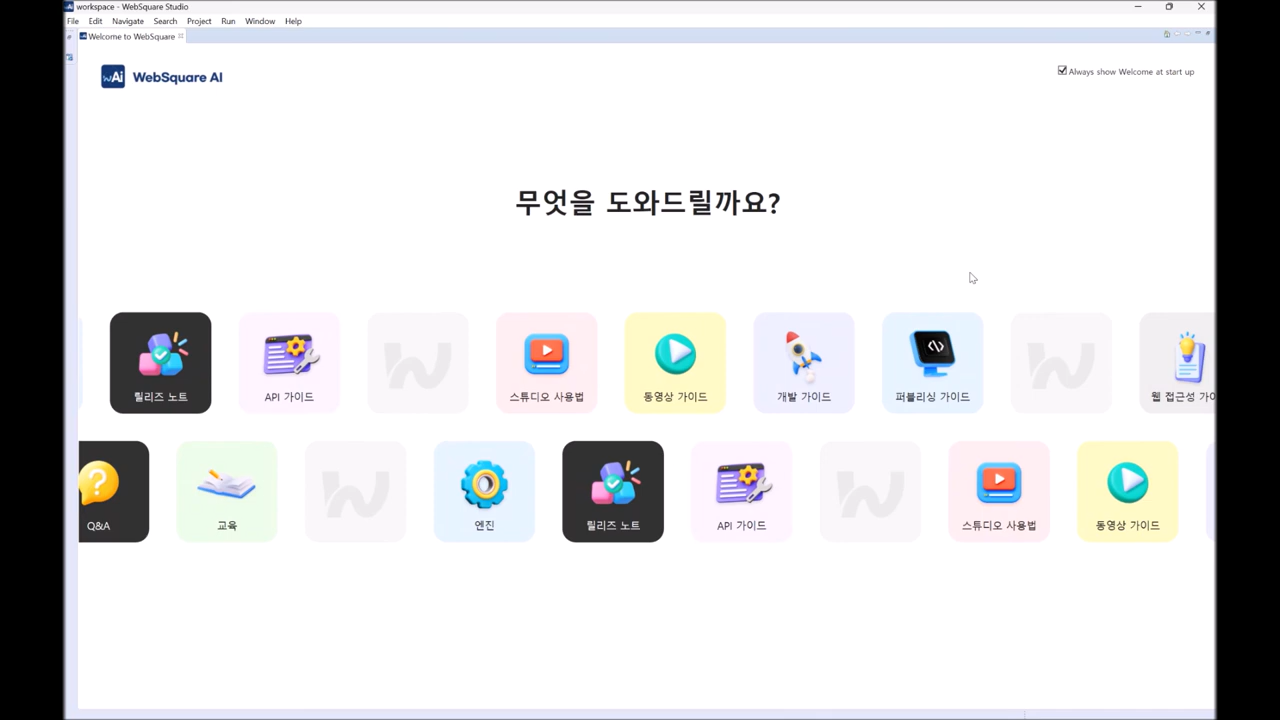 workspace - WebSquare Studio
File Edit Navigate Search Project Run Window Help
Welcome to WebSquare
wAi WebSquare AI
Always show Welcome at start up
무엇을 도와드릴까요?
릴리즈 노트
API 가이드
스튜디오 사용법
동영상 가이드
개발 가이드
퍼블리싱 가이드
웹 접근성 가이
Q&A
교육
엔진
릴리즈 노트
API 가이드
스튜디오 사용법
동영상 가이드